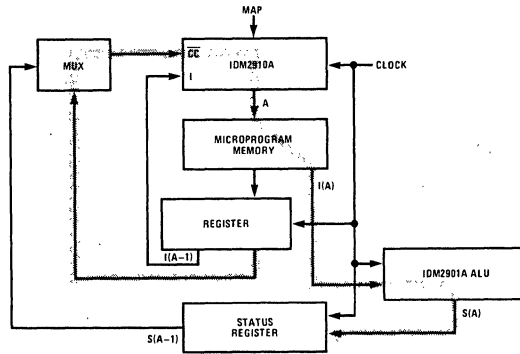 MAP
MUX
CC
I
IDM2910A
CLOCK
A
MICROPROGRAM
MEMORY
I(A)
REGISTER
I(A–1)
IDM2901A ALU
STATUS
REGISTER
S(A)
S(A–1)